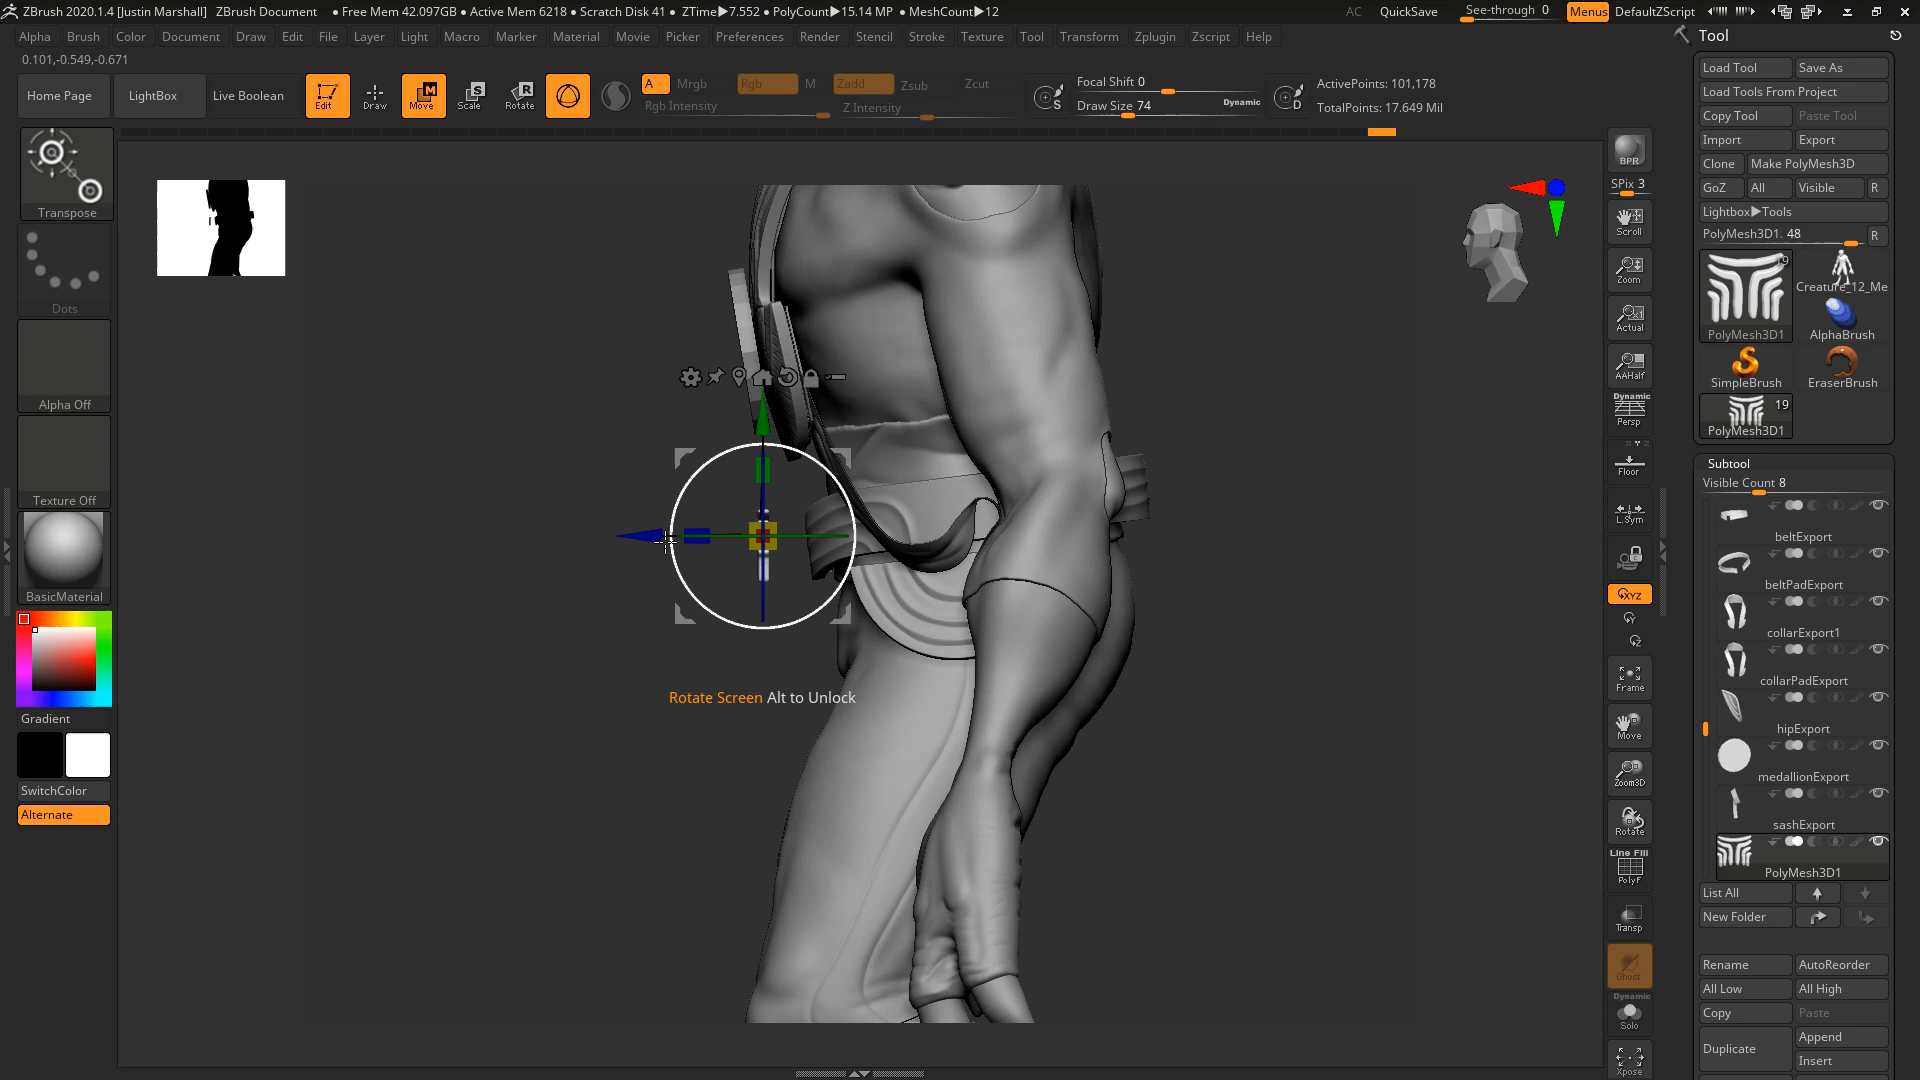 ZBrush 2020.1.4 [Justin Marshall] ZBrush Document ● Free Mem 42.097GB ● Active Mem 6218 ● Scratch Disk 41 ● ZTime▶7.552 ● PolyCount▶15.14 MP ● MeshCount▶12 AC QuickSave See-through 0 Menus DefaultZScript
Alpha Brush Color Document Draw Edit File Layer Light Macro Marker Material Movie Picker Preferences Render Stencil Stroke Texture Tool Transform Zplugin Zscript Help
0.101,-0.549,-0.671
Home Page LightBox Live Boolean Edit Draw Move Scale Rotate
A Mrgb Rgb M Zadd Zsub Zcut
Rgb Intensity Z Intensity
S Focal Shift 0
Draw Size 74 Dynamic D
ActivePoints: 101,178
TotalPoints: 17.649 Mil
Transpose
Dots
Alpha Off
Texture Off
BasicMaterial
Gradient
SwitchColor
Alternate
Rotate Screen Alt to Unlock
BPR
SPix 3
Scroll
Zoom
Actual
AAHalf
Dynamic
Persp
Floor
L.Sym
XYZ
Frame
Move
Zoom3D
Rotate
Line Fill
PolyF
Transp
Ghost
Dynamic
Solo
Xpose
Tool
Load Tool Save As
Load Tools From Project
Copy Tool Paste Tool
Import Export
Clone Make PolyMesh3D
GoZ All Visible R
Lightbox▶Tools
PolyMesh3D1. 48 R
19
PolyMesh3D1
Creature_12_Me
AlphaBrush
SimpleBrush EraserBrush
19
PolyMesh3D1
Subtool
Visible Count 8
beltExport
beltPadExport
collarExport1
collarPadExport
hipExport
medallionExport
sashExport
PolyMesh3D1
List All
New Folder
Rename AutoReorder
All Low All High
Copy Paste
Duplicate Append
Insert